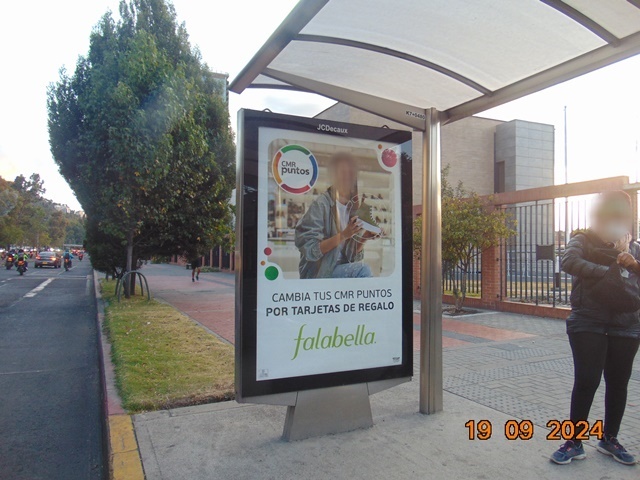 JCDecaux
CMR
puntos
CAMBIA TUS CMR PUNTOS
POR TARJETAS DE REGALO
falabella.
19 09 2024